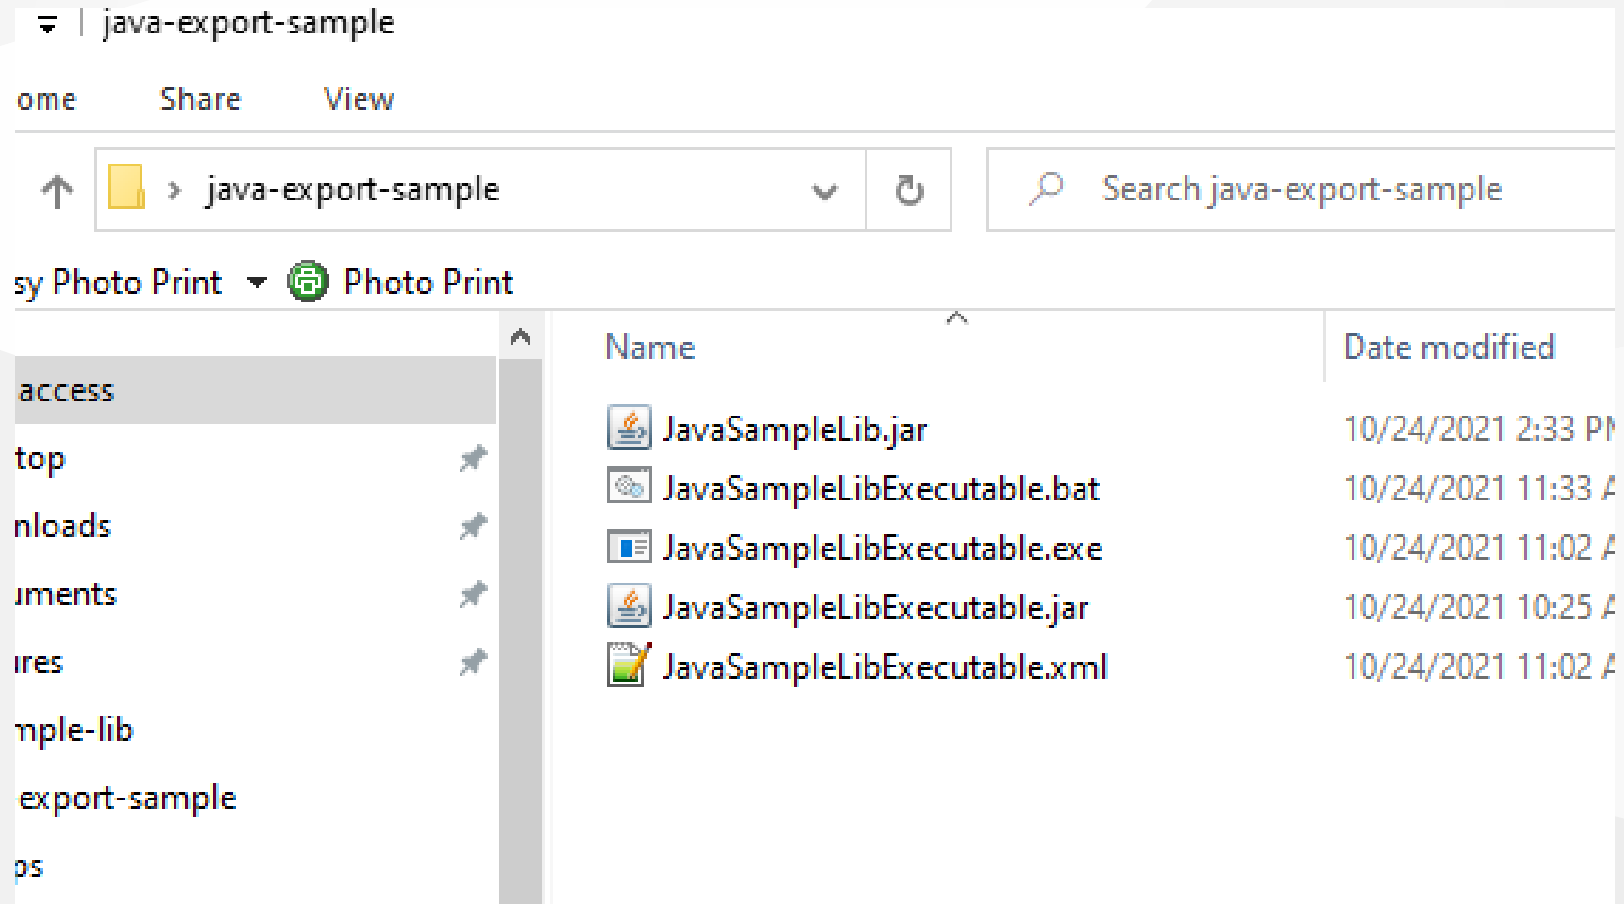 java-export-sample
ome Share View
java-export-sample Search java-export-sample
sy Photo Print Photo Print
Name Date modified
access
JavaSampleLib.jar 10/24/2021 2:33 PM
top
JavaSampleLibExecutable.bat 10/24/2021 11:33 A
nloads
JavaSampleLibExecutable.exe 10/24/2021 11:02 A
uments
JavaSampleLibExecutable.jar 10/24/2021 10:25 A
ures
JavaSampleLibExecutable.xml 10/24/2021 11:02 A
mple-lib
export-sample
ps